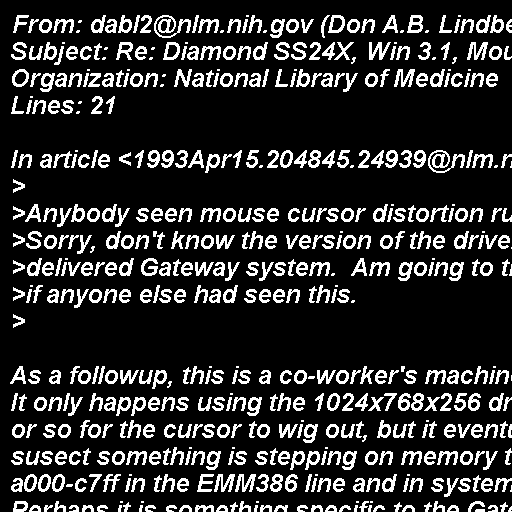 From: dabl2@nlm.nih.gov (Don A.B. Lindbe
Subject: Re: Diamond SS24X, Win 3.1, Mou
Organization: National Library of Medicine
Lines: 21

In article <1993Apr15.204845.24939@nlm.n
>
>Anybody seen mouse cursor distortion ru
>Sorry, don't know the version of the drive
>delivered Gateway system.  Am going to t
>if anyone else had seen this.
>

As a followup, this is a co-worker's machin
It only happens using the 1024x768x256 dr
or so for the cursor to wig out, but it event
susect something is stepping on memory t
a000-c7ff in the EMM386 line and in system
Perhaps it is something specific to the Gate